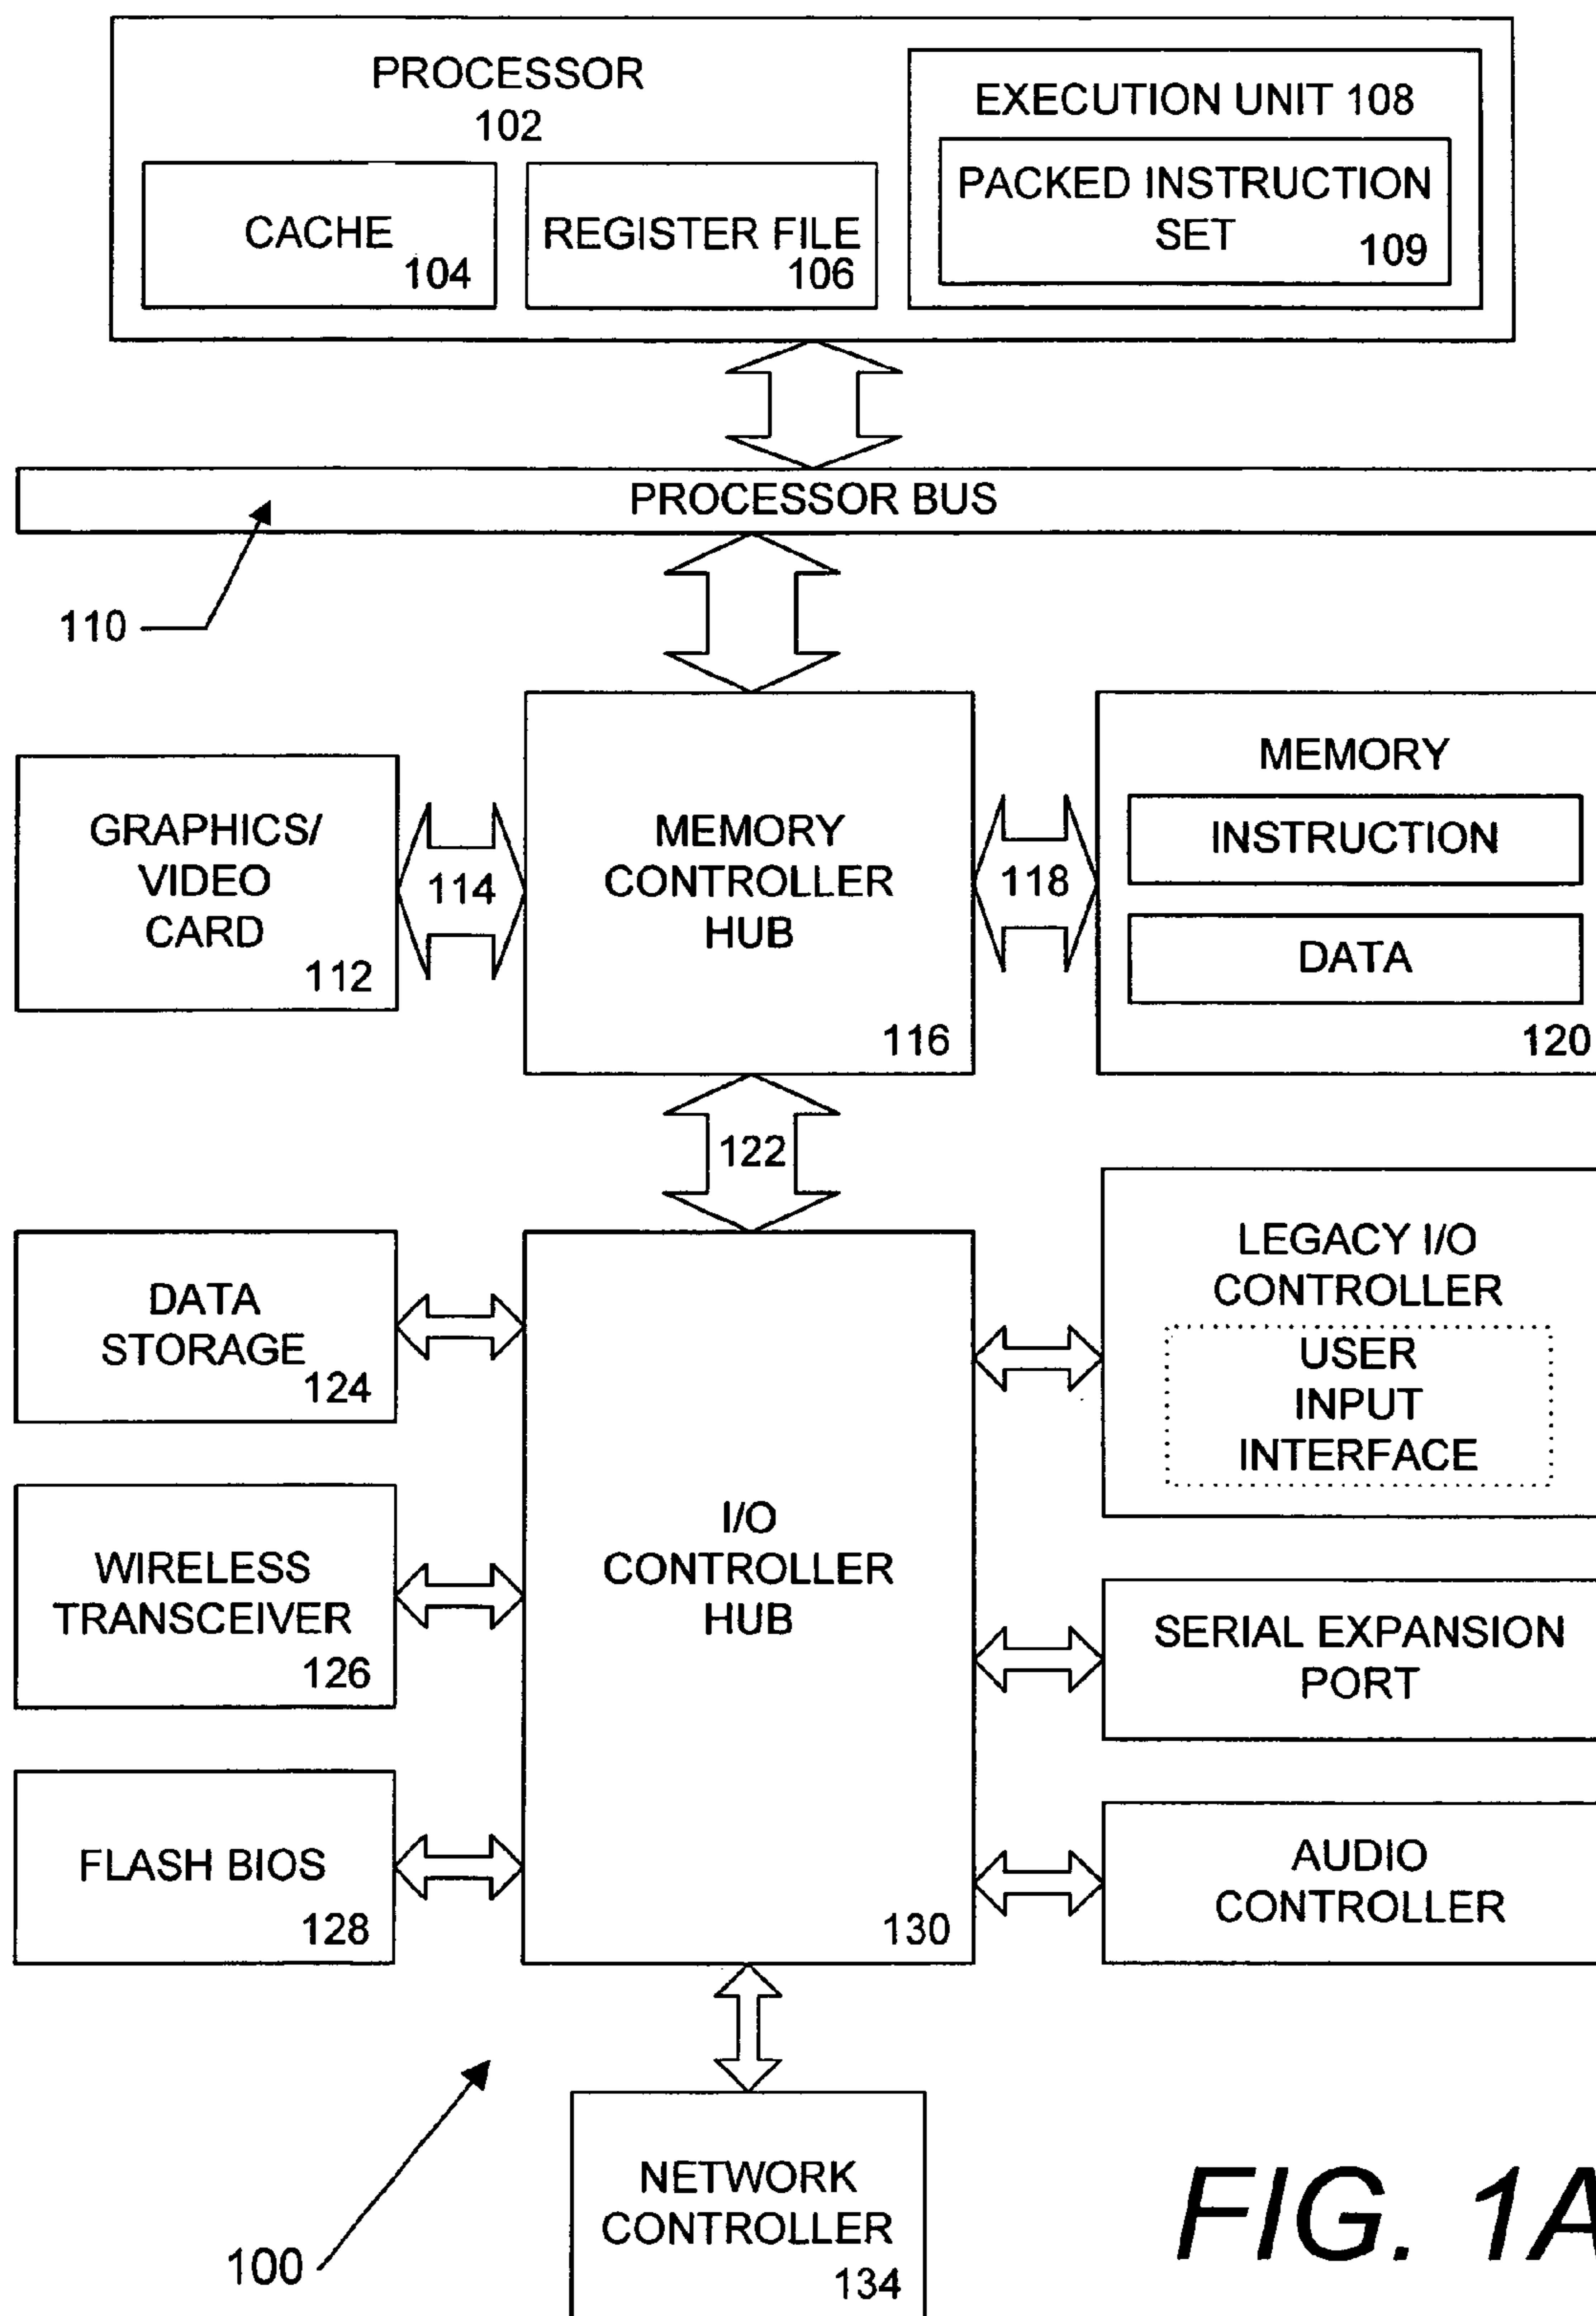 PROCESSOR
102
EXECUTION UNIT 108
PACKED INSTRUCTION
SET
109
CACHE
104
REGISTER FILE
106
PROCESSOR BUS
110
GRAPHICS/
VIDEO
CARD
112
114
MEMORY
CONTROLLER
HUB
116
118
MEMORY
INSTRUCTION
DATA
120
122
DATA
STORAGE
124
WIRELESS
TRANSCEIVER
126
FLASH BIOS
128
I/O
CONTROLLER
HUB
130
LEGACY I/O
CONTROLLER
USER
INPUT
INTERFACE
SERIAL EXPANSION
PORT
AUDIO
CONTROLLER
NETWORK
CONTROLLER
134
100
FIG. 1A